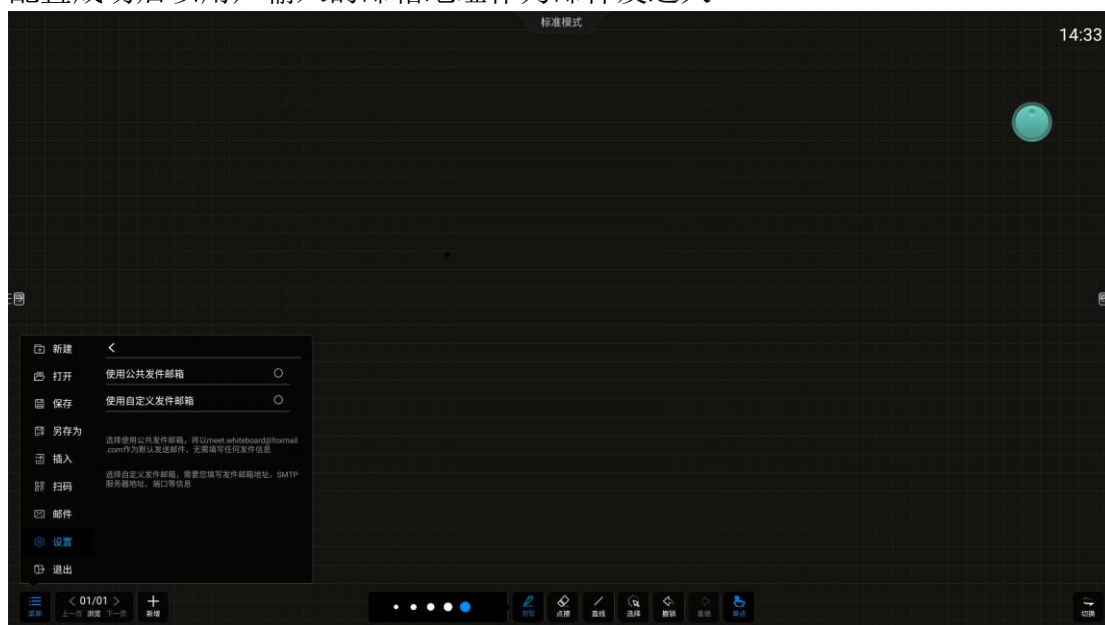 配置成功后以用户输入的邮箱地址作为邮件发送人
标准模式
14:33
新建
打开
保存
另存为
插入
扫码
邮件
设置
退出
<
使用公共发件邮箱
使用自定义发件邮箱
选择使用公共发件邮箱，将以meet.whiteboard@foxmail
.com作为默认发送邮件，无需填写任何发件信息
选择自定义发件邮箱，需要您填写发件邮箱地址、SMTP
服务器地址、端口等信息
菜单
< 01/01 >
上一页 浏览 下一页
新增
书写
点擦
直线
选择
撤销
重做
单点
切换